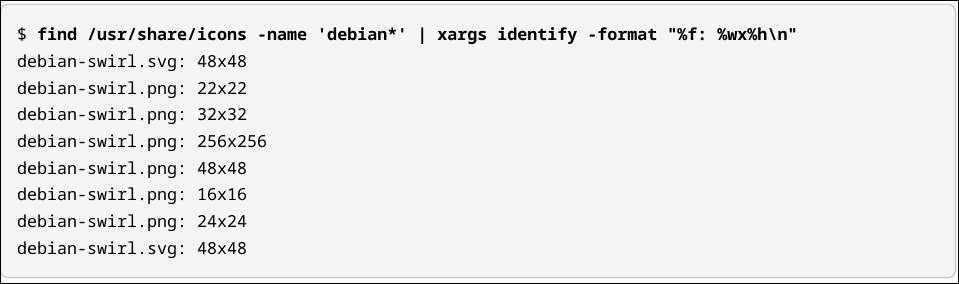 $ find /usr/share/icons -name 'debian*' | xargs identify -format "%f: %wx%h\n"
debian-swirl.svg: 48x48
debian-swirl.png: 22x22
debian-swirl.png: 32x32
debian-swirl.png: 256x256
debian-swirl.png: 48x48
debian-swirl.png: 16x16
debian-swirl.png: 24x24
debian-swirl.svg: 48x48